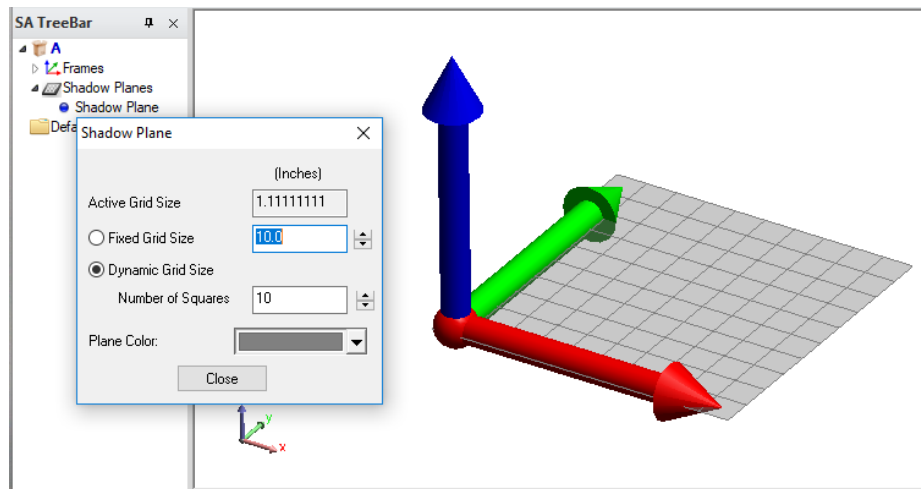 SA TreeBar
A
Frames
Shadow Planes
Shadow Plane
Defa
Shadow Plane
(Inches)
Active Grid Size 1.11111111
Fixed Grid Size 10.0
Dynamic Grid Size
Number of Squares 10
Plane Color:
Close
y
x